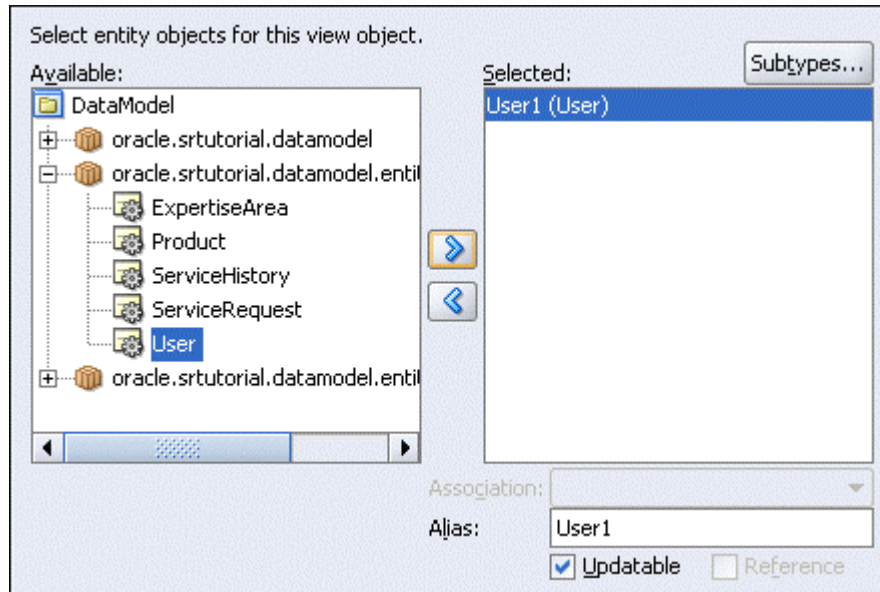 Select entity objects for this view object.
Available:
Selected:
Subtypes...
DataModel
oracle.srtutorial.datamodel
oracle.srtutorial.datamodel.enti
ExpertiseArea
Product
ServiceHistory
ServiceRequest
User
oracle.srtutorial.datamodel.enti
User1 (User)
Association:
Alias:
User1
Updatable
Reference